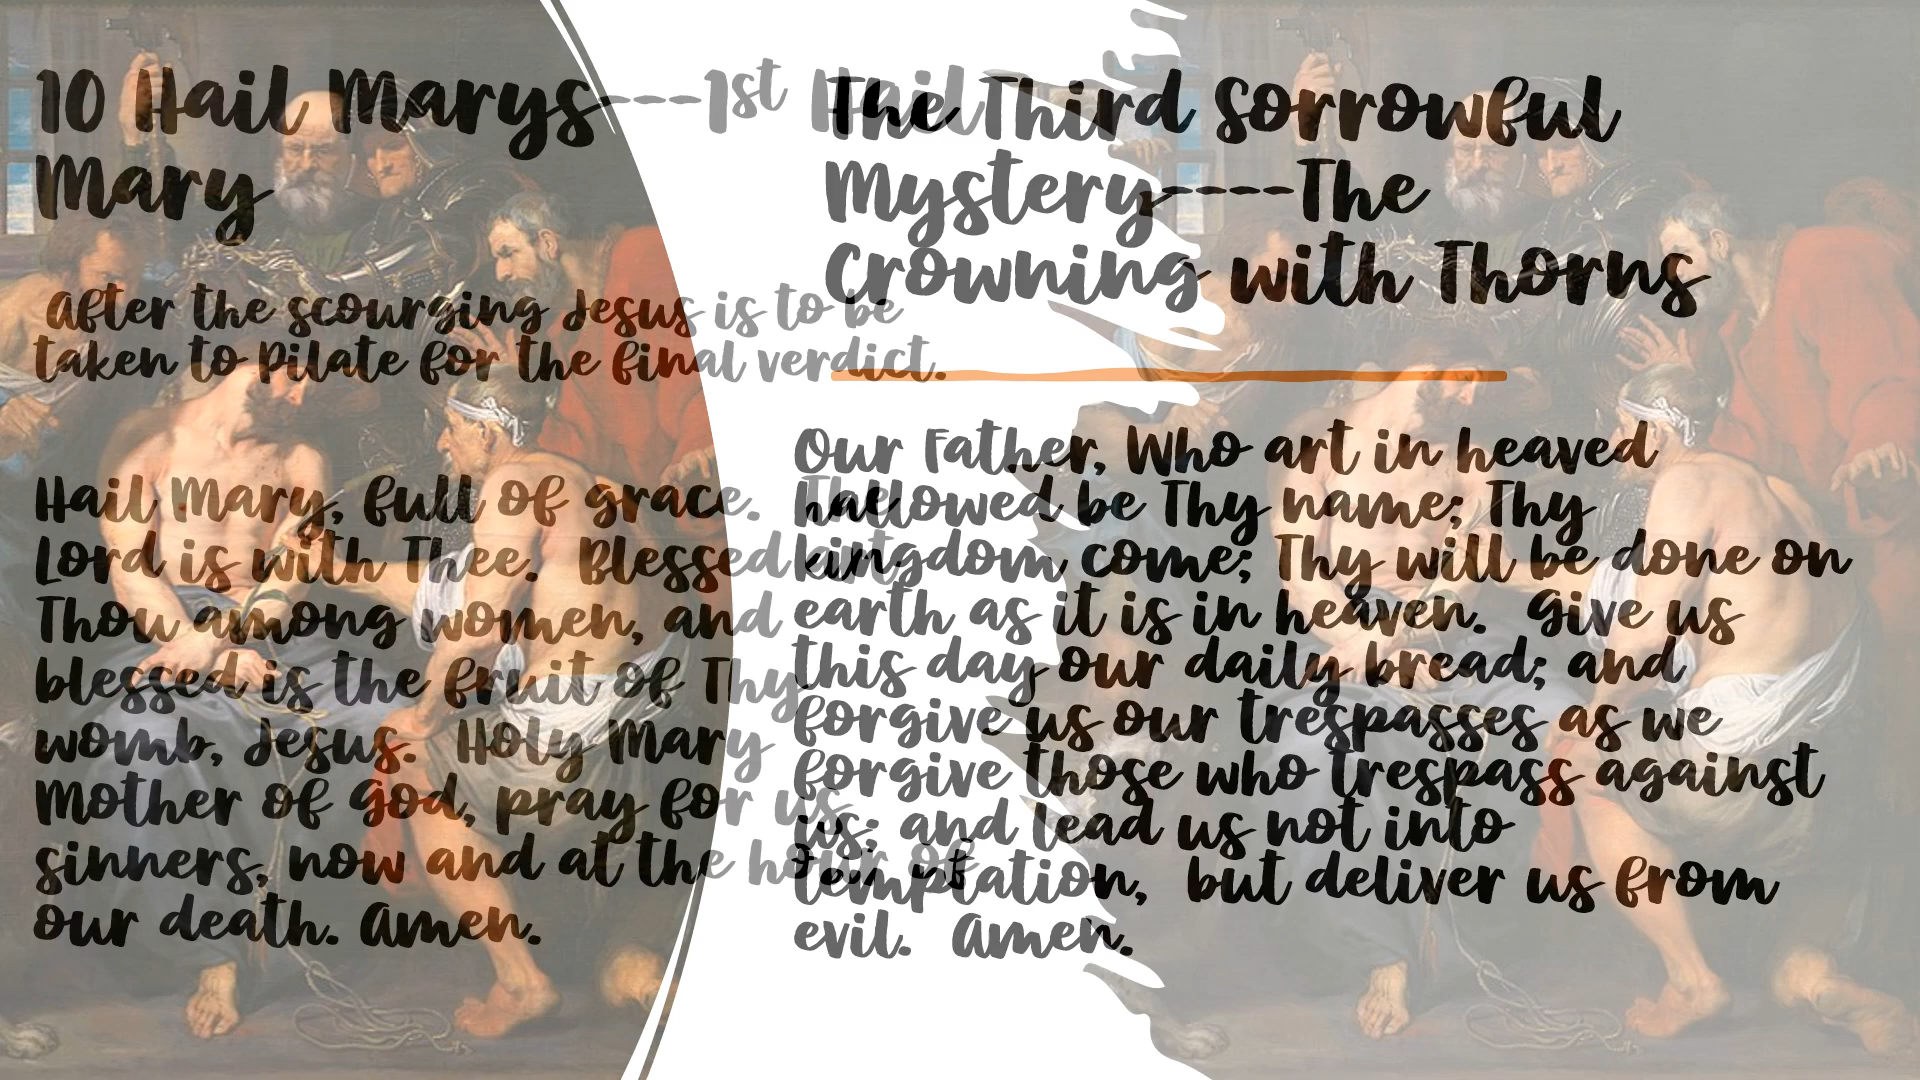 10 Hail Marys---1st Hail
Mary
After the scourging Jesus is to be
taken to Pilate for the final verdict.
Hail Mary, full of grace. The
Lord is with Thee. Blessed art
Thou among women, and
blessed is the fruit of Thy
womb, Jesus. Holy Mary
Mother of God, pray for us
sinners, now and at the hour of
our death. Amen.
The Third Sorrowful
Mystery----The
Crowning with Thorns
Our Father, Who art in heaved
hallowed be Thy name; Thy
kingdom come; Thy will be done on
earth as it is in heaven. Give us
this day our daily bread; and
forgive us our trespasses as we
forgive those who trespass against
us; and lead us not into
temptation, but deliver us from
evil. Amen.